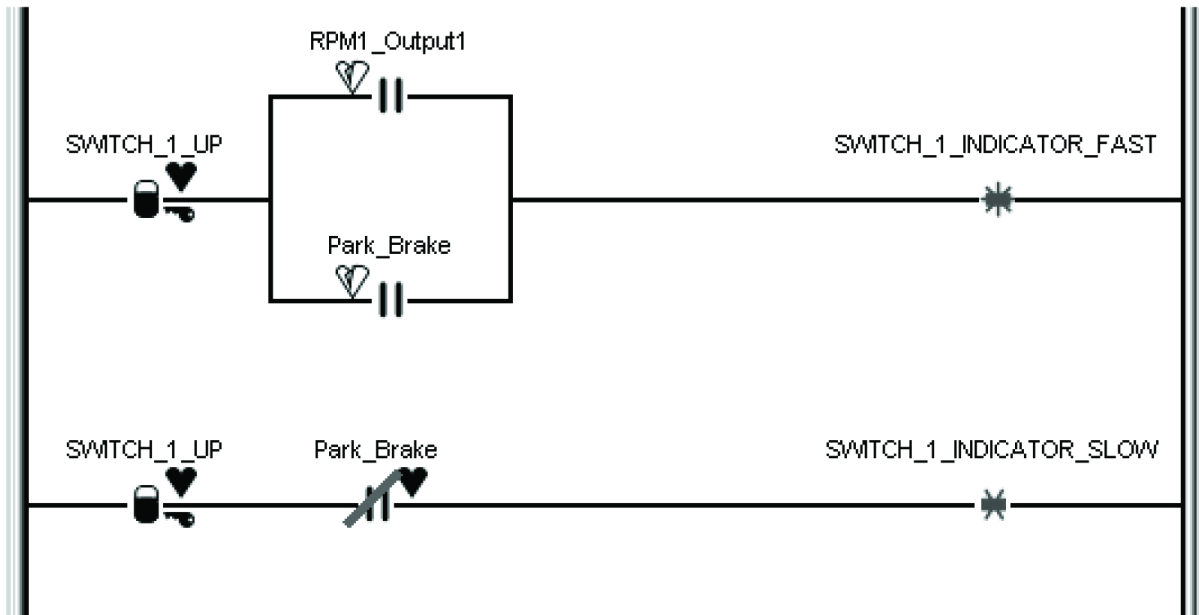 RPM1_Output1
SWITCH_1_UP
SWITCH_1_INDICATOR_FAST
Park_Brake
SWITCH_1_UP
Park_Brake
SWITCH_1_INDICATOR_SLOW